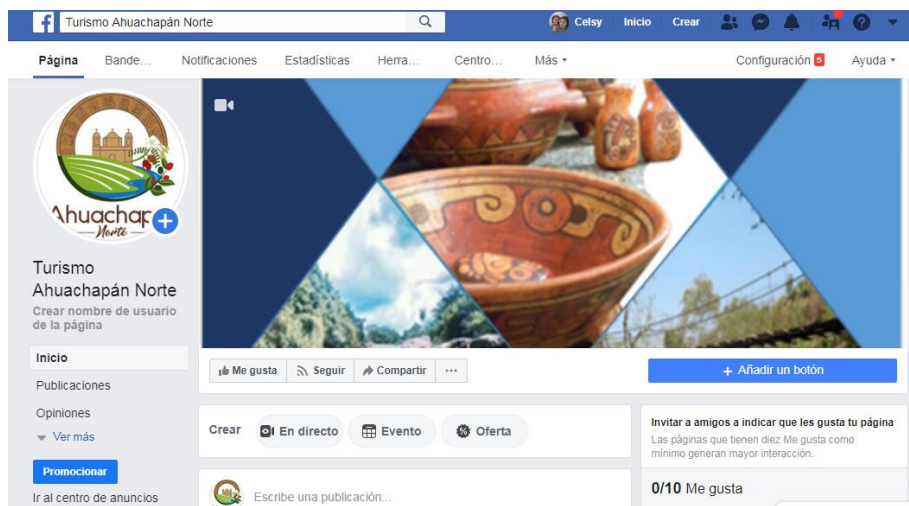 Turismo Ahuachapán Norte
Celsy
Inicio
Crear
Página
Bande...
Notificaciones
Estadísticas
Herra...
Centro...
Más
Configuración 5
Ayuda
Ahuachap
Norte
Turismo
Ahuachapán Norte
Crear nombre de usuario
de la página
Inicio
Publicaciones
Opiniones
Ver más
Promocionar
Ir al centro de anuncios
Me gusta
Seguir
Compartir
...
+ Añadir un botón
Crear
En directo
Evento
Oferta
Escribe una publicación...
Invitar a amigos a indicar que les gusta tu página
Las páginas que tienen diez Me gusta como
mínimo generan mayor interacción.
0/10 Me gusta